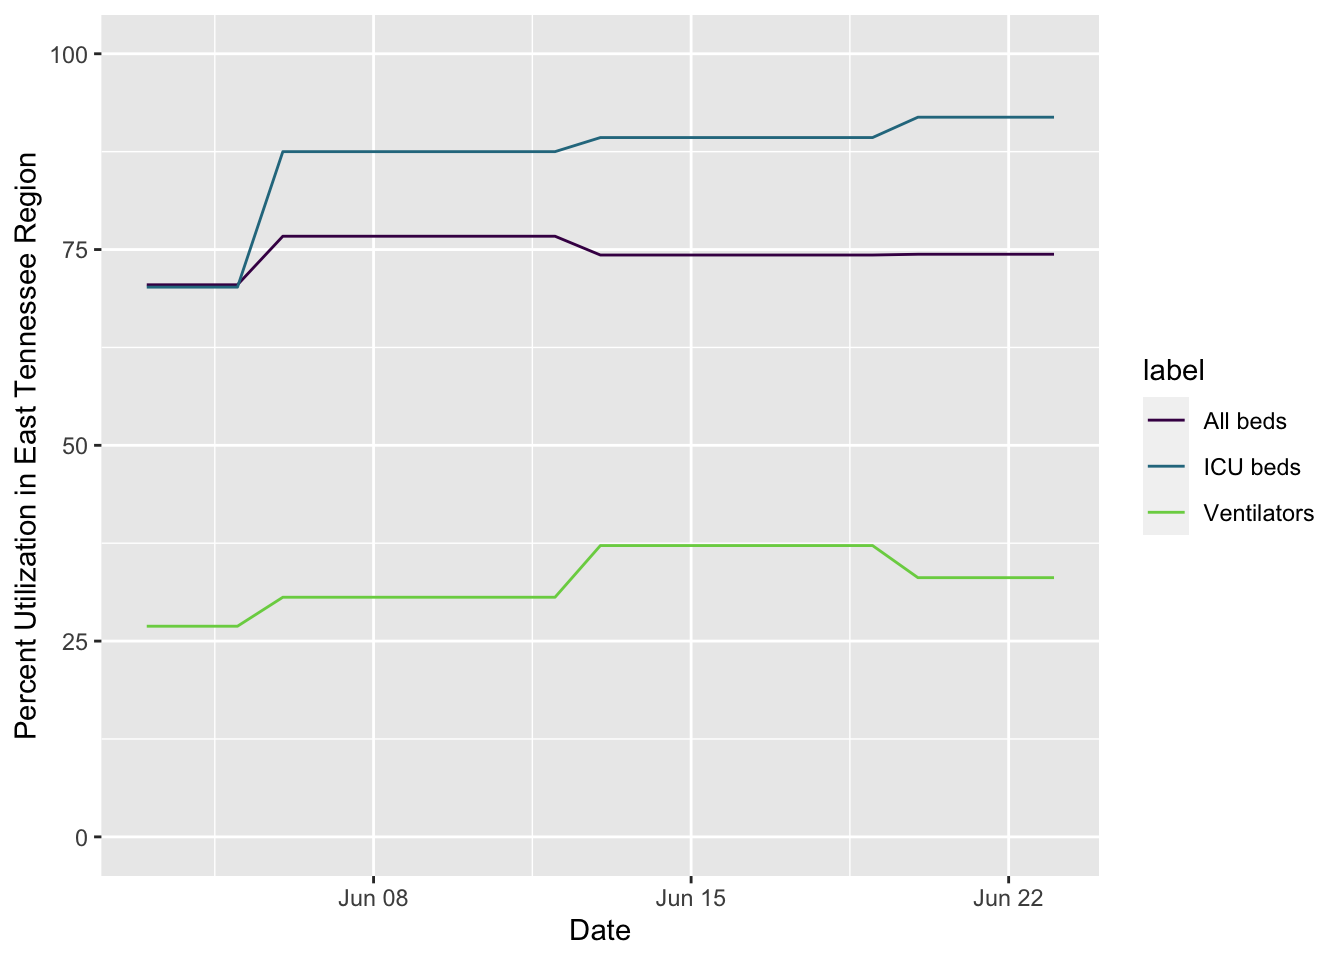 Percent Utilization in East Tennessee Region
100
75
50
25
0
Jun 08
Jun 15
Jun 22
Date
label
All beds
ICU beds
Ventilators